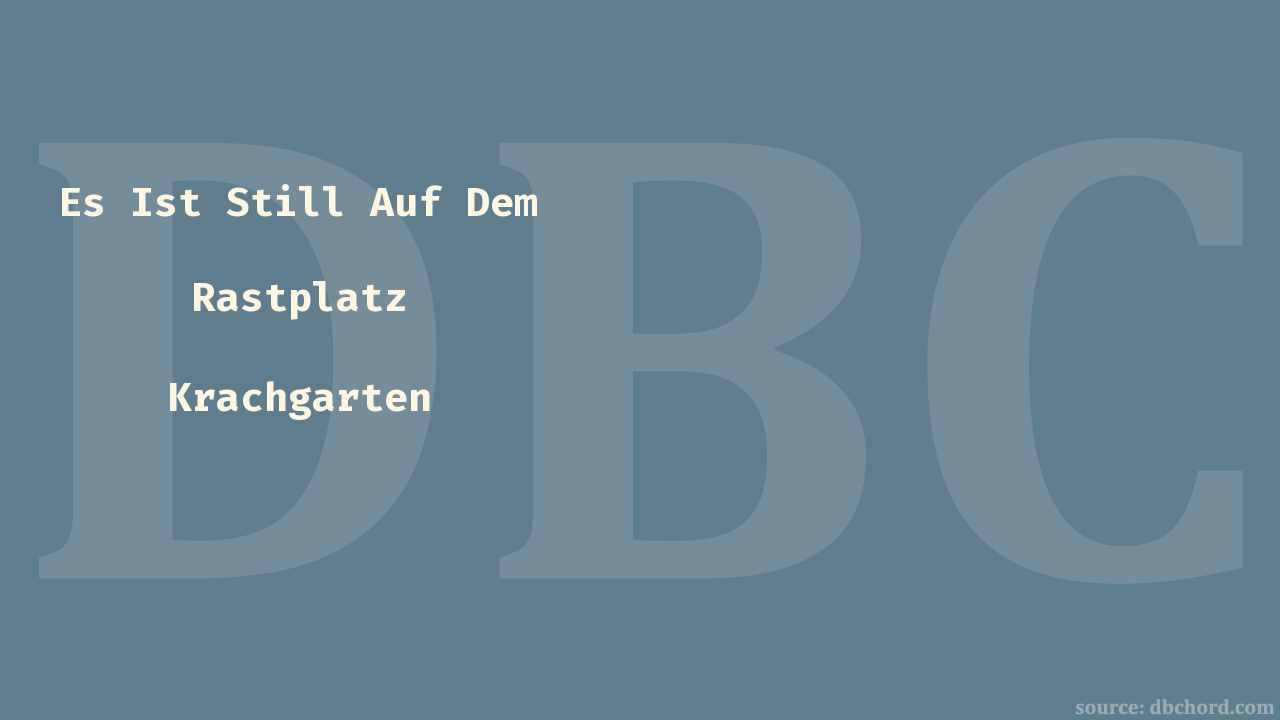 DBC
Es Ist Still Auf Dem
Rastplatz
Krachgarten
source: dbchord.com